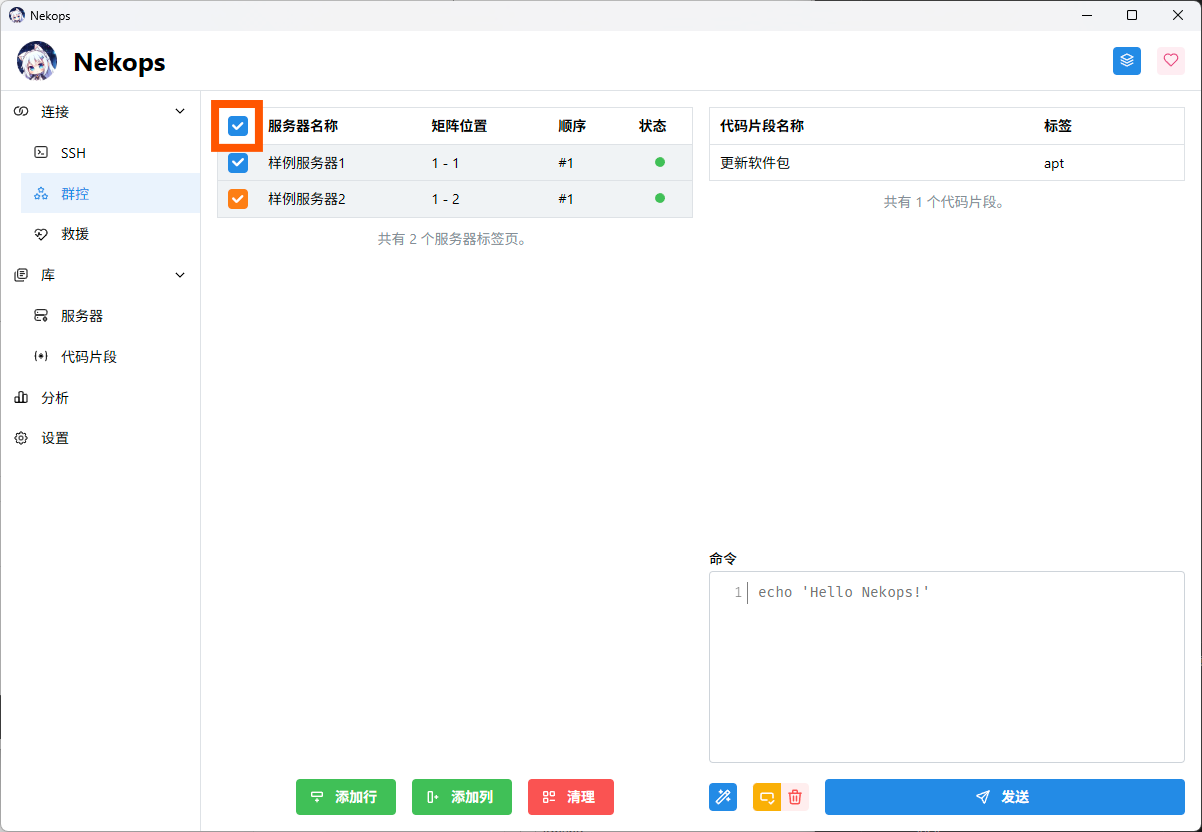 Nekops
Nekops
连接
SSH
群控
救援
库
服务器
代码片段
分析
设置
服务器名称 矩阵位置 顺序 状态
样例服务器1 1 - 1 #1
样例服务器2 1 - 2 #1
共有 2 个服务器标签页。
添加行 添加列 清理
代码片段名称 标签
更新软件包 apt
共有 1 个代码片段。
命令
1 echo 'Hello Nekops!'
发送